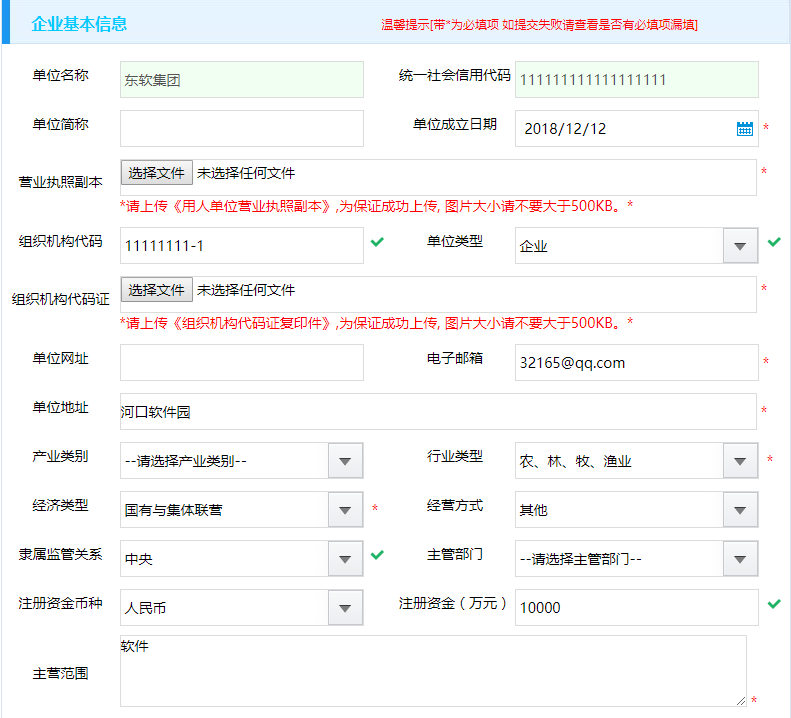 企业基本信息 温馨提示[带*为必填项 如提交失败请查看是否有必填项漏填]
单位名称 东软集团 统一社会信用代码 111111111111111111
单位简称 单位成立日期 2018/12/12 *
营业执照副本 选择文件 未选择任何文件 *
*请上传《用人单位营业执照副本》,为保证成功上传, 图片大小请不要大于500KB。*
组织机构代码 11111111-1 单位类型 企业
组织机构代码证 选择文件 未选择任何文件 *
*请上传《组织机构代码证复印件》,为保证成功上传, 图片大小请不要大于500KB。*
单位网址 电子邮箱 32165@qq.com *
单位地址 河口软件园 *
产业类别 --请选择产业类别-- 行业类型 农、林、牧、渔业 *
经济类型 国有与集体联营 * 经营方式 其他
隶属监管关系 中央 主管部门 --请选择主管部门--
注册资金币种 人民币 注册资金（万元） 10000
主营范围 软件 *